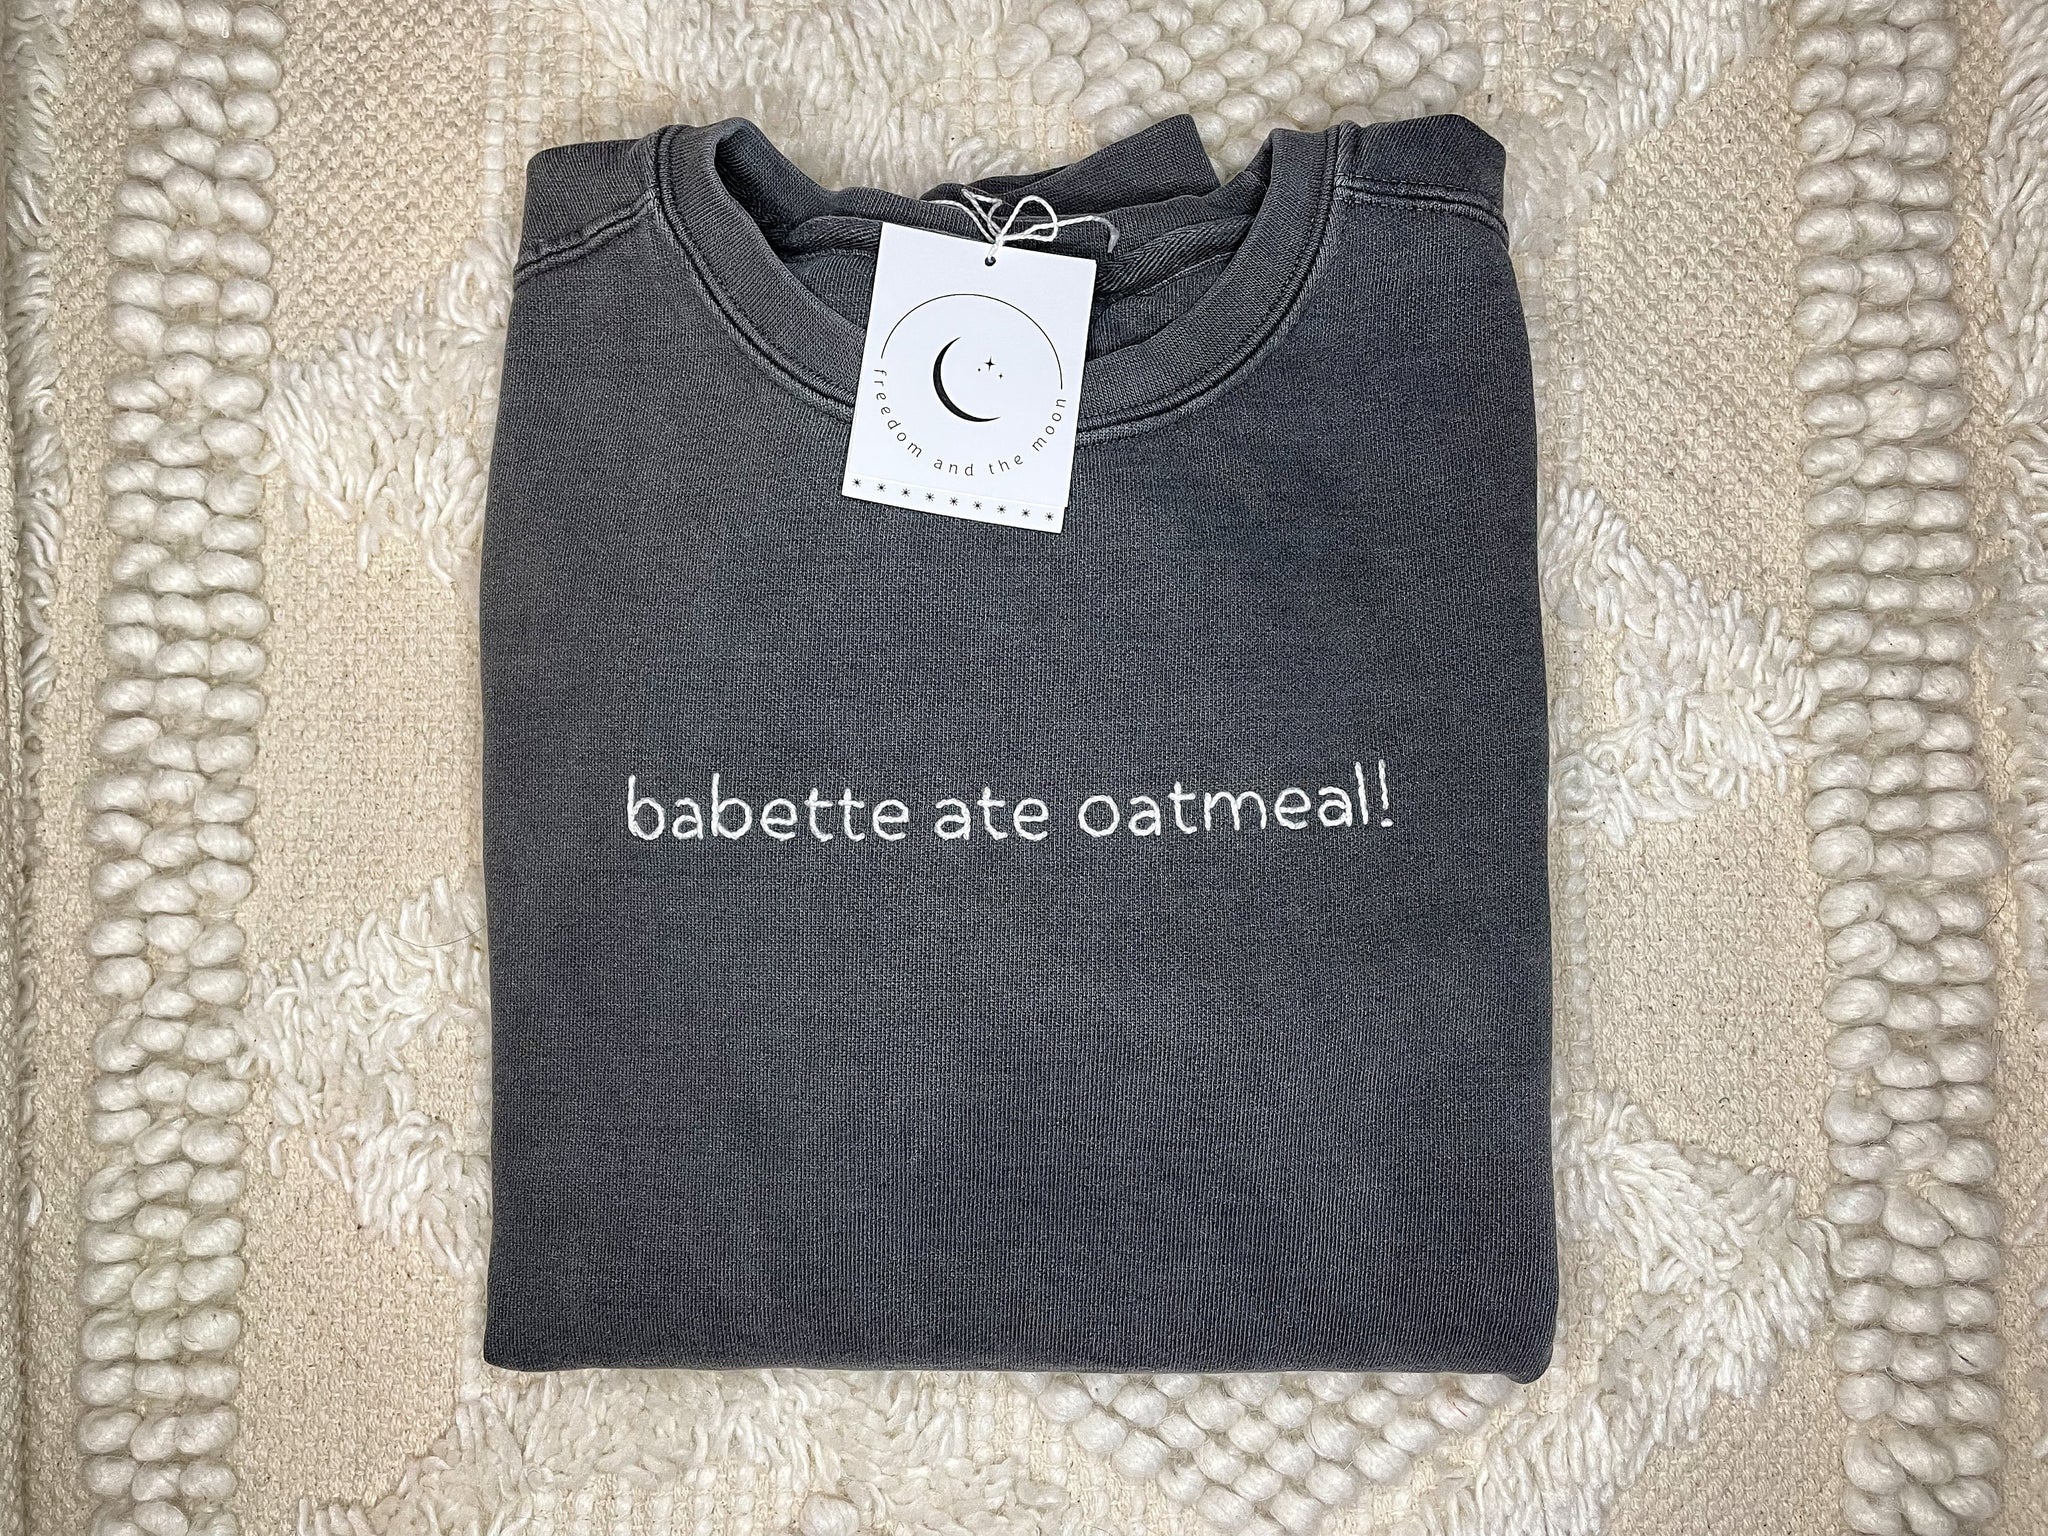 freedom and the moon
babette ate oatmeal!